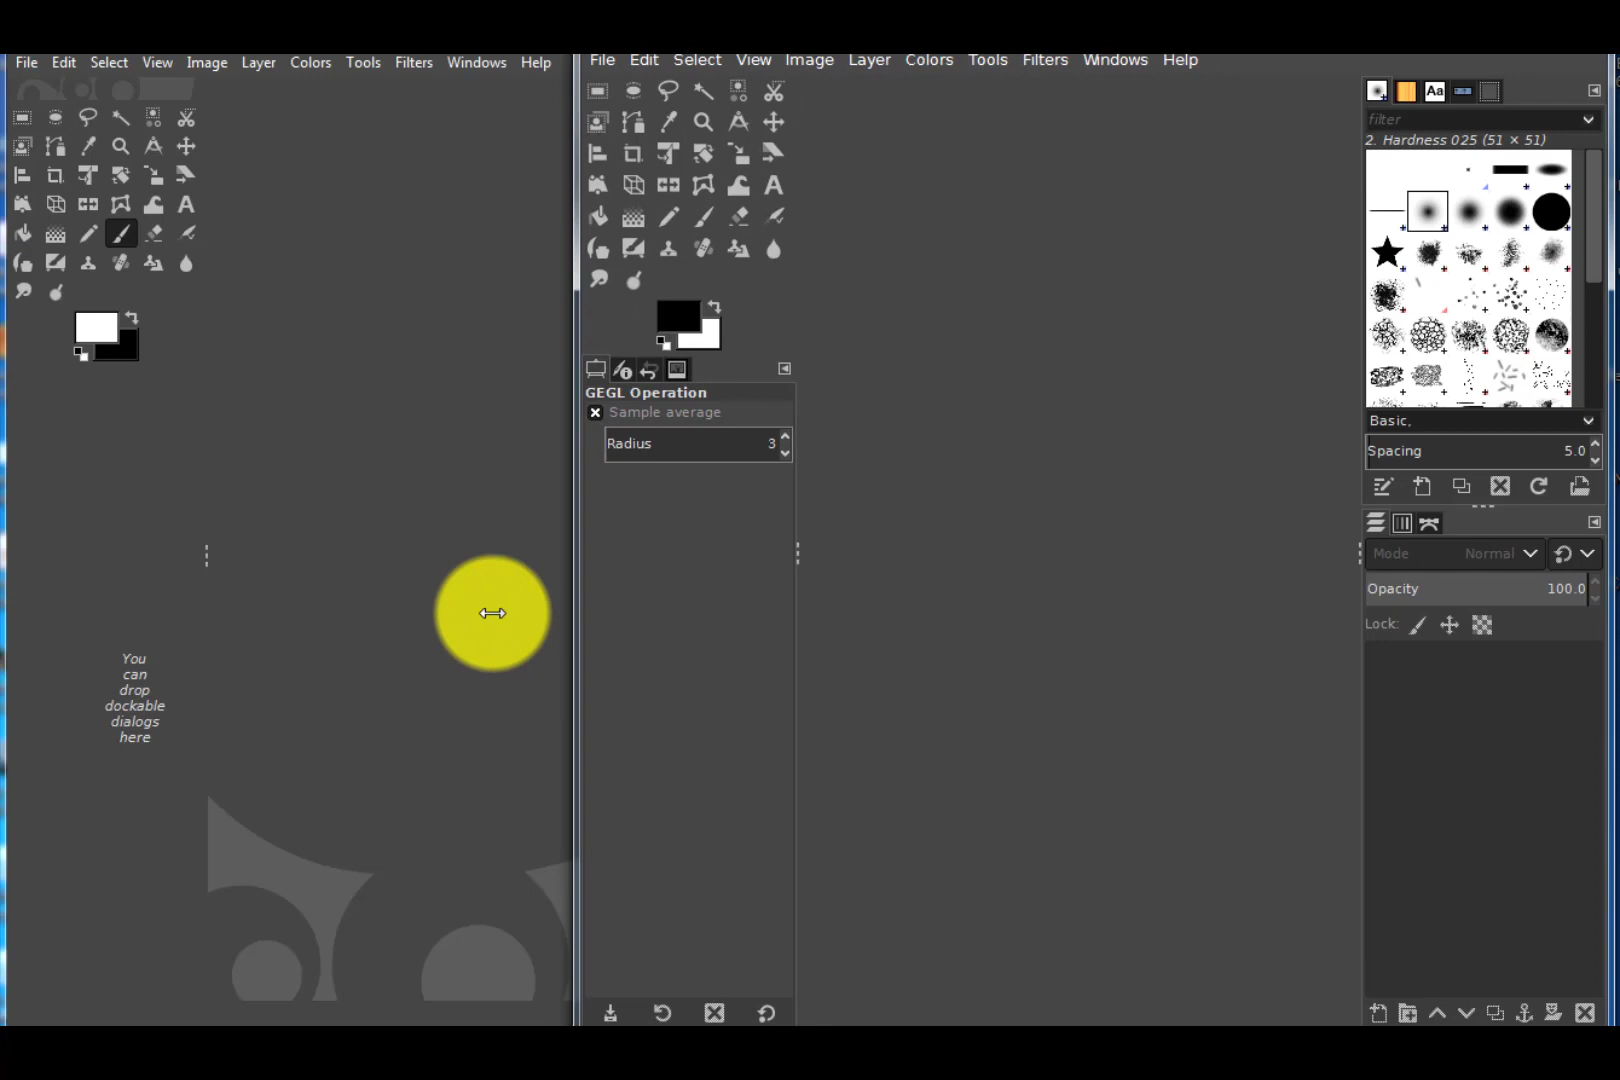 File Edit Select View Image Layer Colors Tools Filters Windows Help
You
can
drop
dockable
dialogs
here
File Edit Select View Image Layer Colors Tools Filters Windows Help
GEGL Operation
Sample average
Radius 3
Aa
filter
2. Hardness 025 (51 × 51)
Basic,
Spacing 5.0
Mode Normal
Opacity 100.0
Lock: